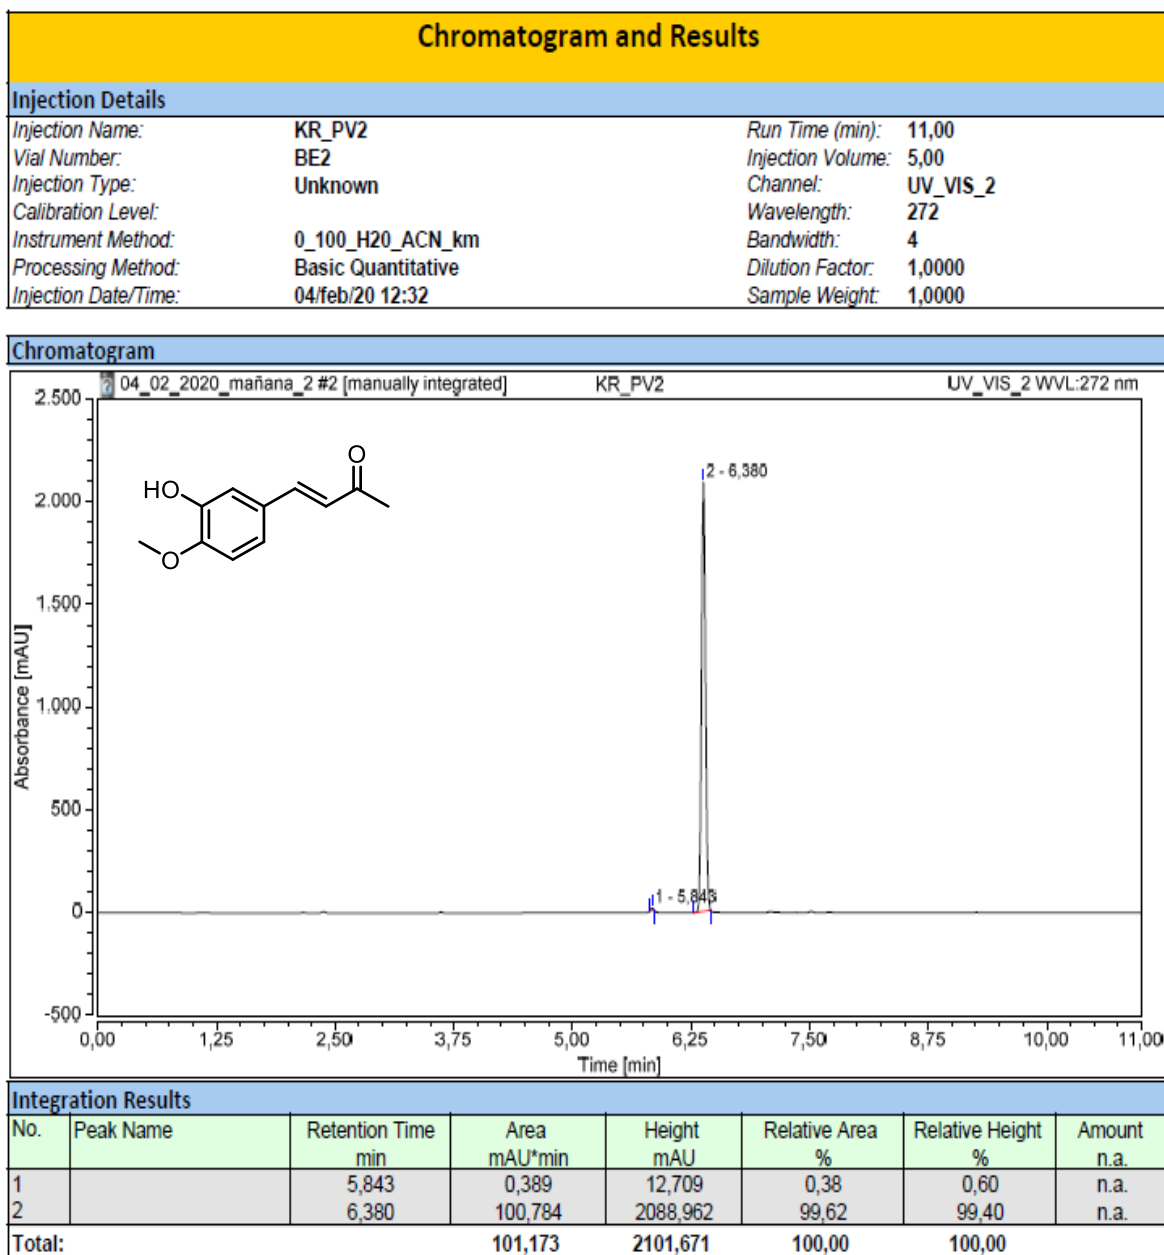 Chromatogram and Results
Injection Details
Injection Name: KR_PV2 Run Time (min): 11,00
Vial Number: BE2 Injection Volume: 5,00
Injection Type: Unknown Channel: UV_VIS_2
Calibration Level: Wavelength: 272
Instrument Method: 0_100_H20_ACN_km Bandwidth: 4
Processing Method: Basic Quantitative Dilution Factor: 1,0000
Injection Date/Time: 04/feb/20 12:32 Sample Weight: 1,0000
Chromatogram
04_02_2020_mañana_2 #2 [manually integrated] KR_PV2 UV_VIS_2 WVL:272 nm
2.500
2.000
1.500
1.000
500
0
-500
Absorbance [mAU]
HO
O
O
2 - 6,380
1 - 5,843
0,00 1,25 2,50 3,75 5,00 6,25 7,50 8,75 10,00 11,00
Time [min]
Integration Results
No. Peak Name Retention Time Area Height Relative Area Relative Height Amount
min mAU*min mAU % % n.a.
1 5,843 0,389 12,709 0,38 0,60 n.a.
2 6,380 100,784 2088,962 99,62 99,40 n.a.
Total: 101,173 2101,671 100,00 100,00